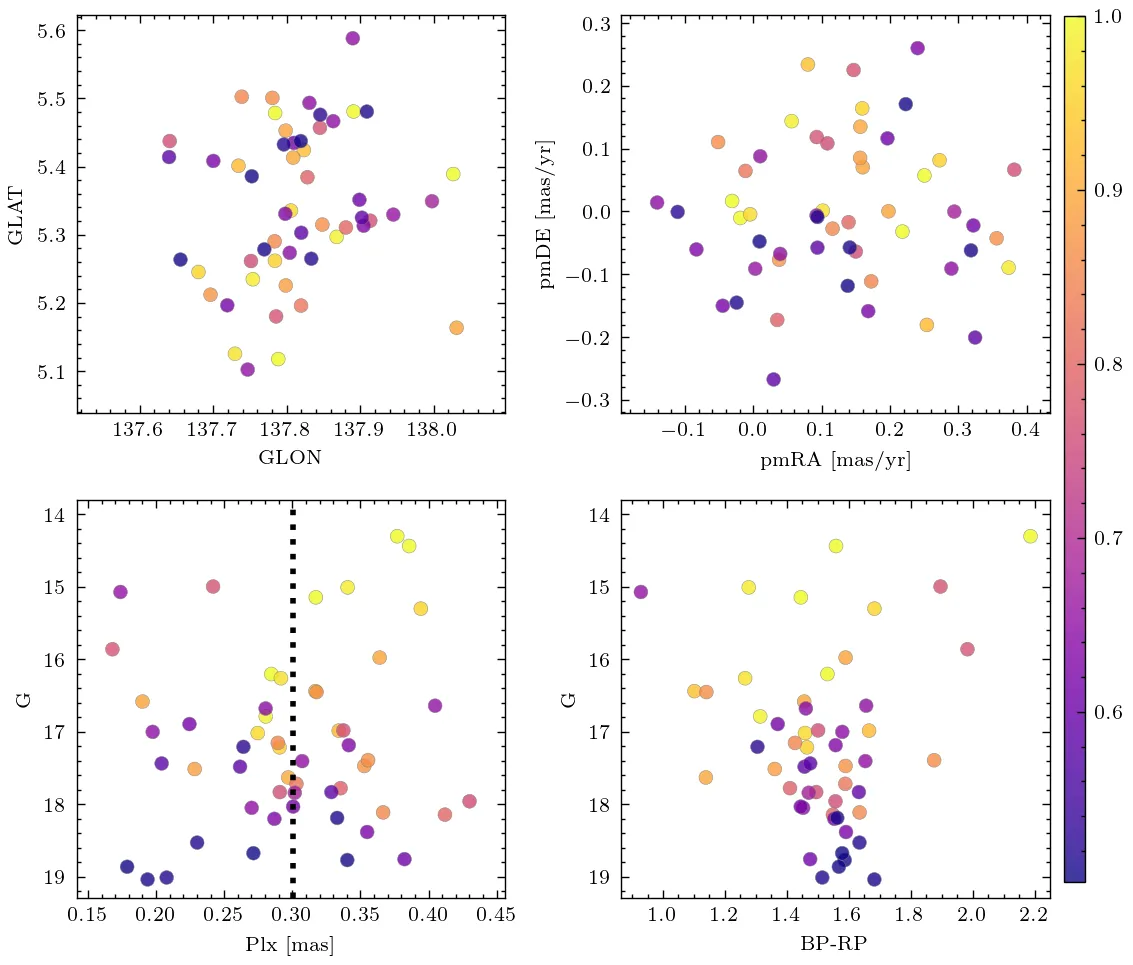 5.6
5.5
5.4
5.3
5.2
5.1
GLAT
137.6 137.7 137.8 137.9 138.0
GLON
0.3
0.2
0.1
0.0
−0.1
−0.2
−0.3
pmDE [mas/yr]
−0.1 0.0 0.1 0.2 0.3 0.4
pmRA [mas/yr]
1.0
0.9
0.8
0.7
0.6
14
15
16
17
18
19
G
0.15 0.20 0.25 0.30 0.35 0.40 0.45
Plx [mas]
14
15
16
17
18
19
G
1.0 1.2 1.4 1.6 1.8 2.0 2.2
BP-RP